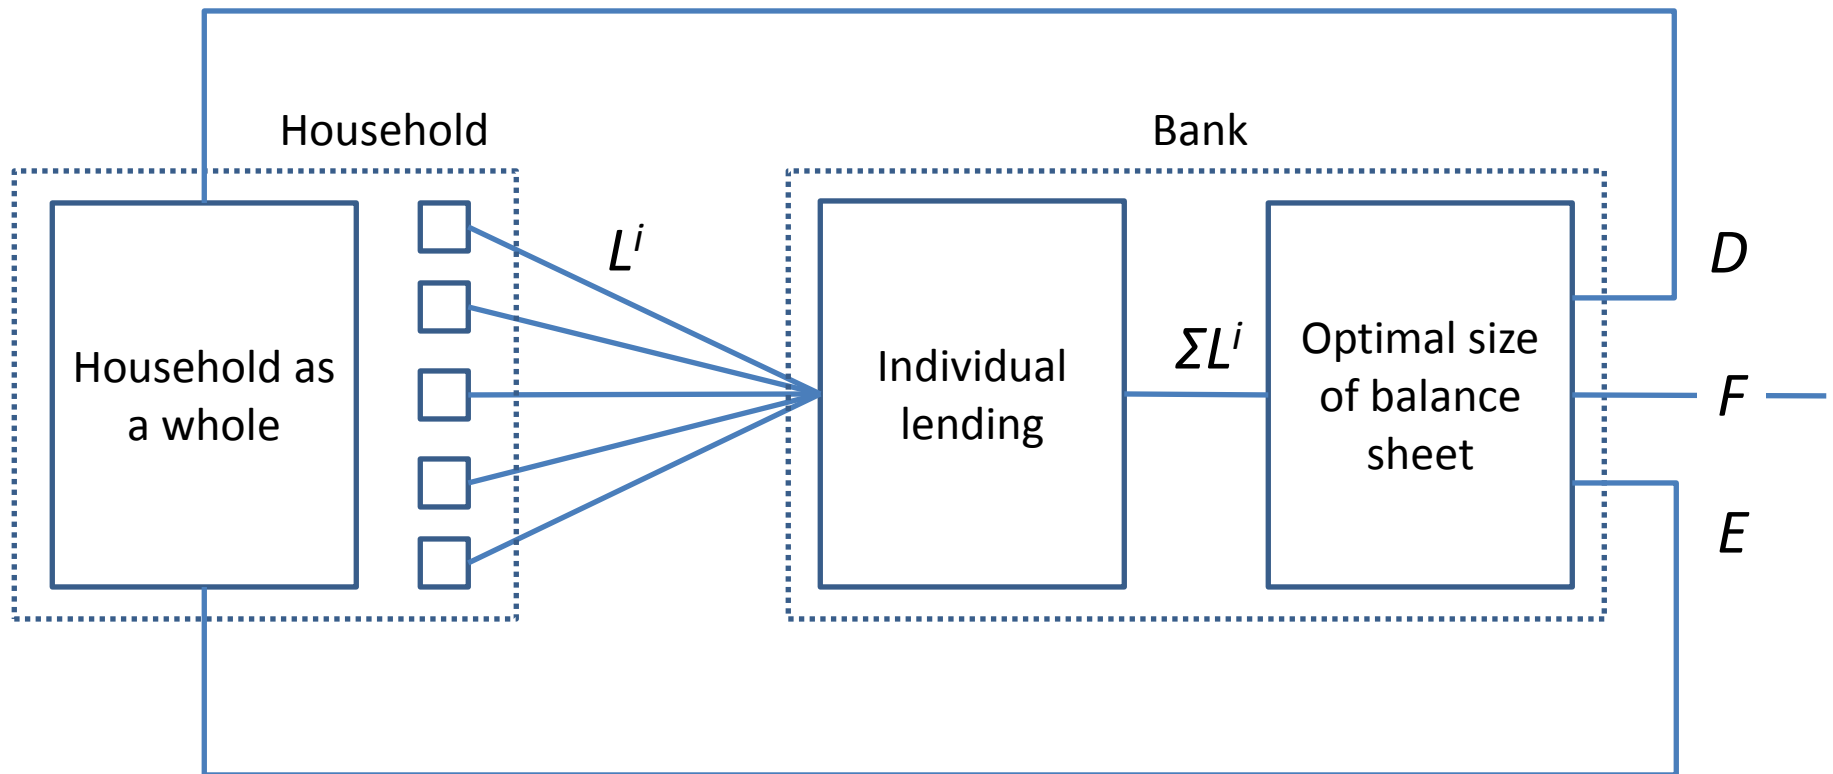 Household
Bank
Household as
a whole
Lⁱ
Individual
lending
ΣLⁱ
Optimal size
of balance
sheet
D
F
E